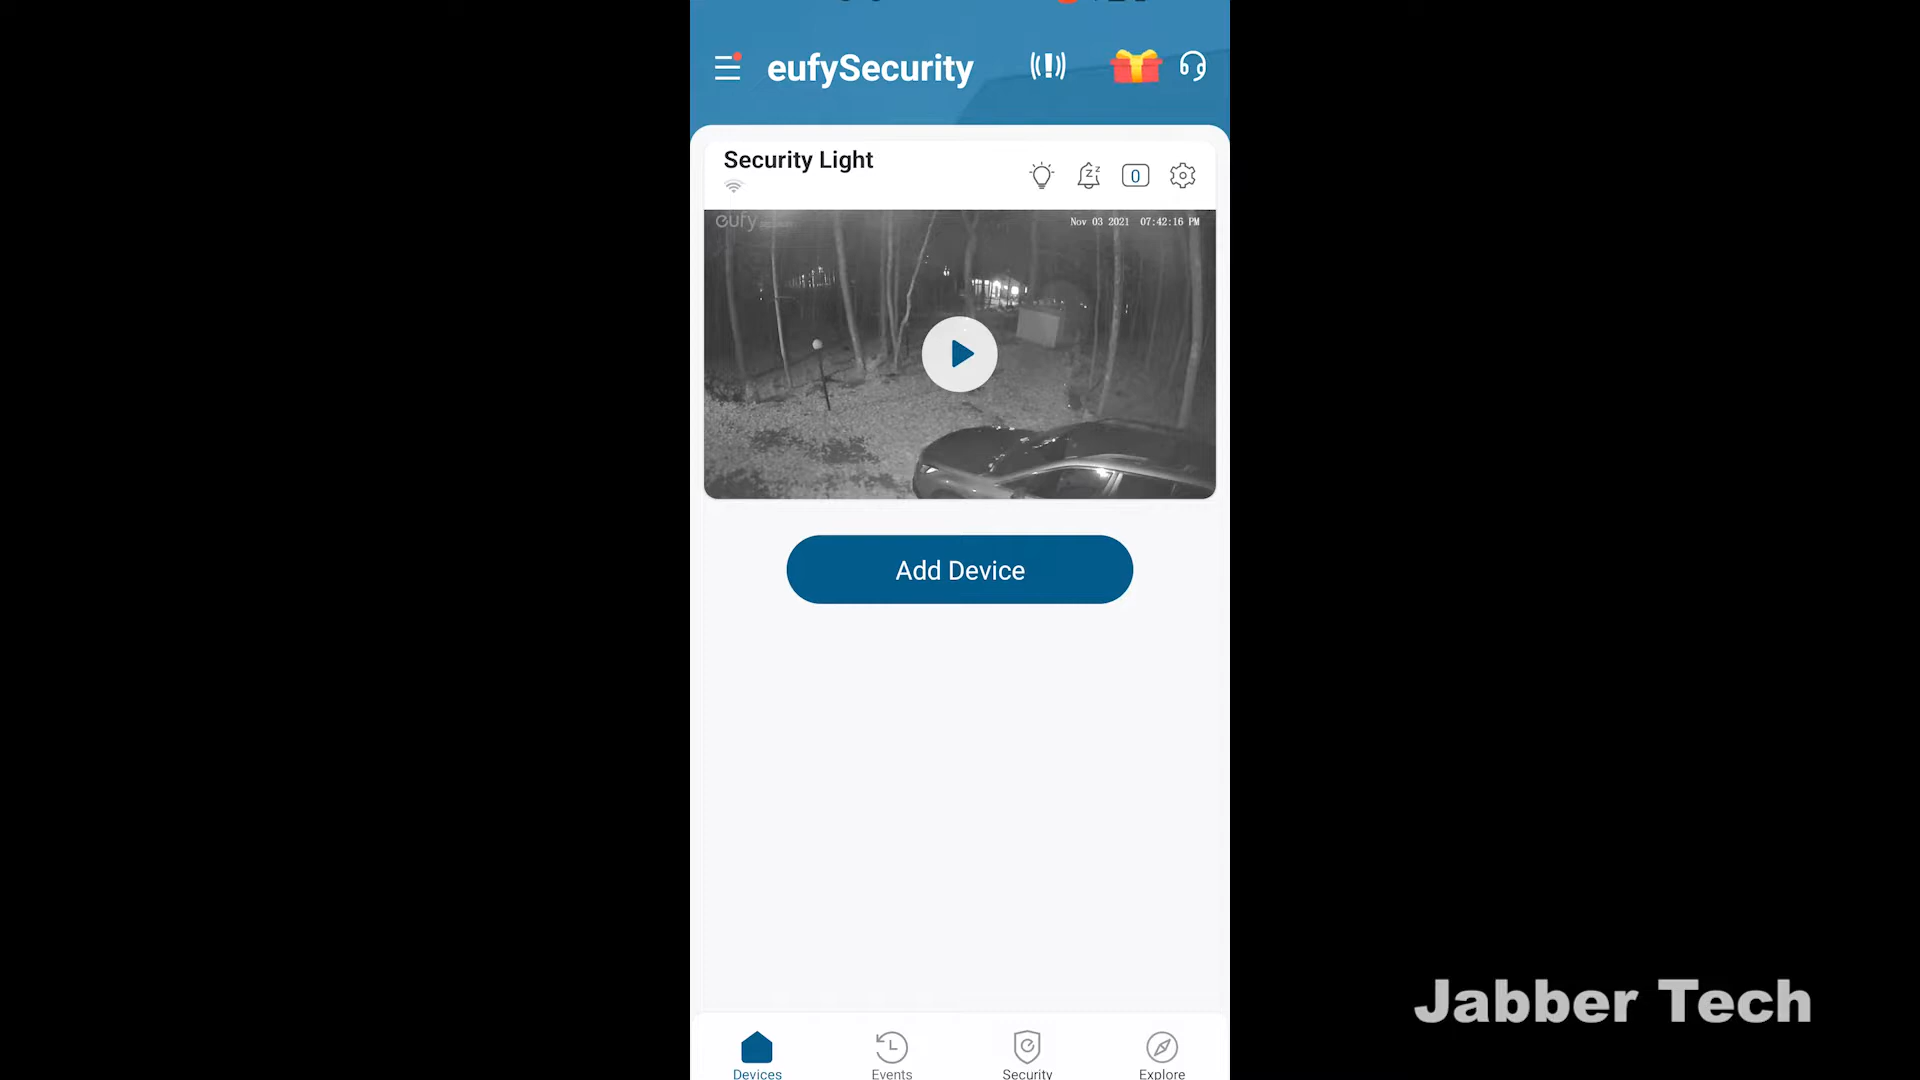 eufySecurity
Security Light
0
eufy
Nov 03 2021 07:42:16 PM
Add Device
Devices
Events
Security
Explore
Jabber Tech